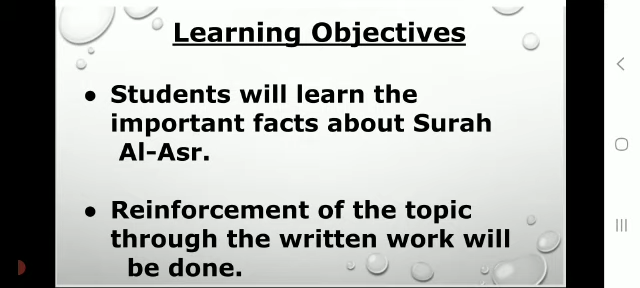 Learning Objectives
● Students will learn the
important facts about Surah
Al-Asr.
● Reinforcement of the topic
through the written work will
be done.